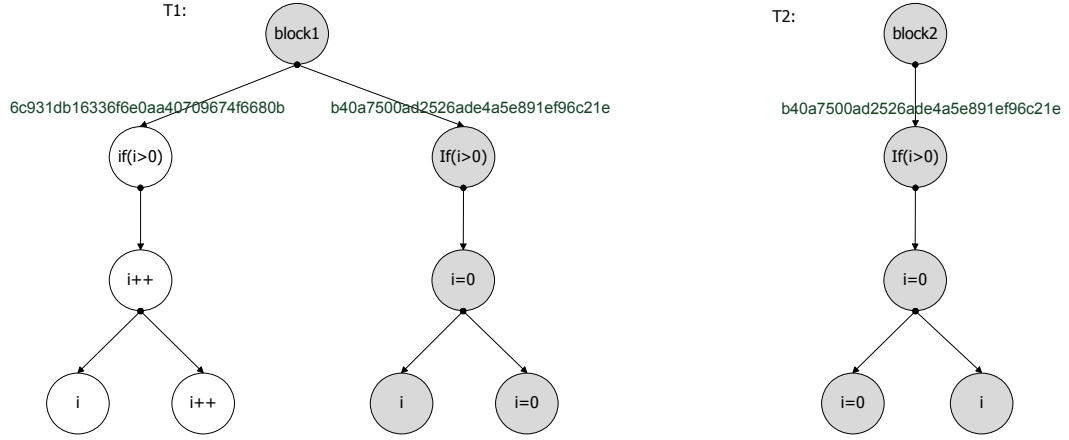 T1:
block1
T2:
block2
6c931db16336f6e0aa40709674f6680b
b40a7500ad2526ade4a5e891ef96c21e
b40a7500ad2526ade4a5e891ef96c21e
if(i>0)
If(i>0)
If(i>0)
i++
i=0
i=0
i
i++
i
i=0
i=0
i